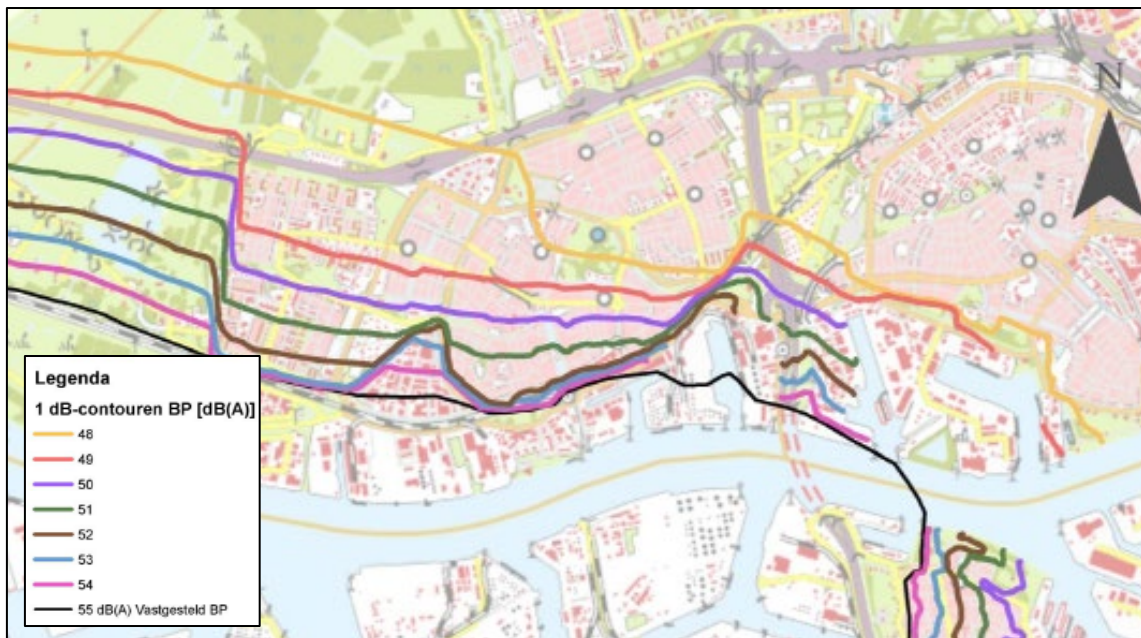 N
Legenda
1 dB-contouren BP [dB(A)]
48
49
50
51
52
53
54
55 dB(A) Vastgesteld BP